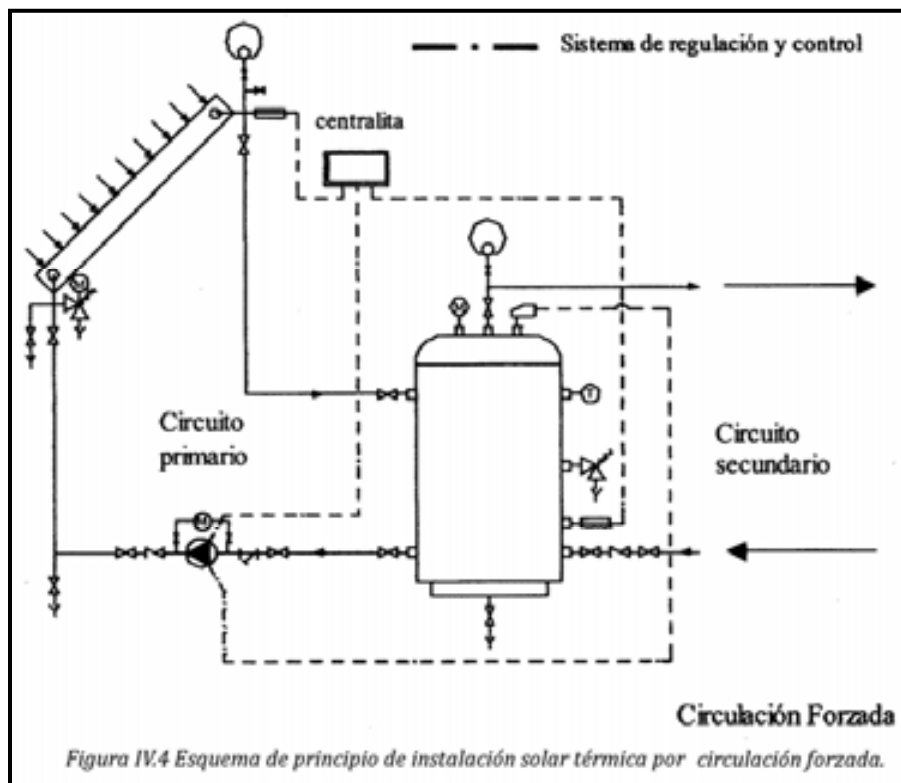 Sistema de regulación y control
centralita
M
M
T
Circuito
primario
Circuito
secundario
M
Circulación Forzada
Figura IV.4 Esquema de principio de instalación solar térmica por circulación forzada.